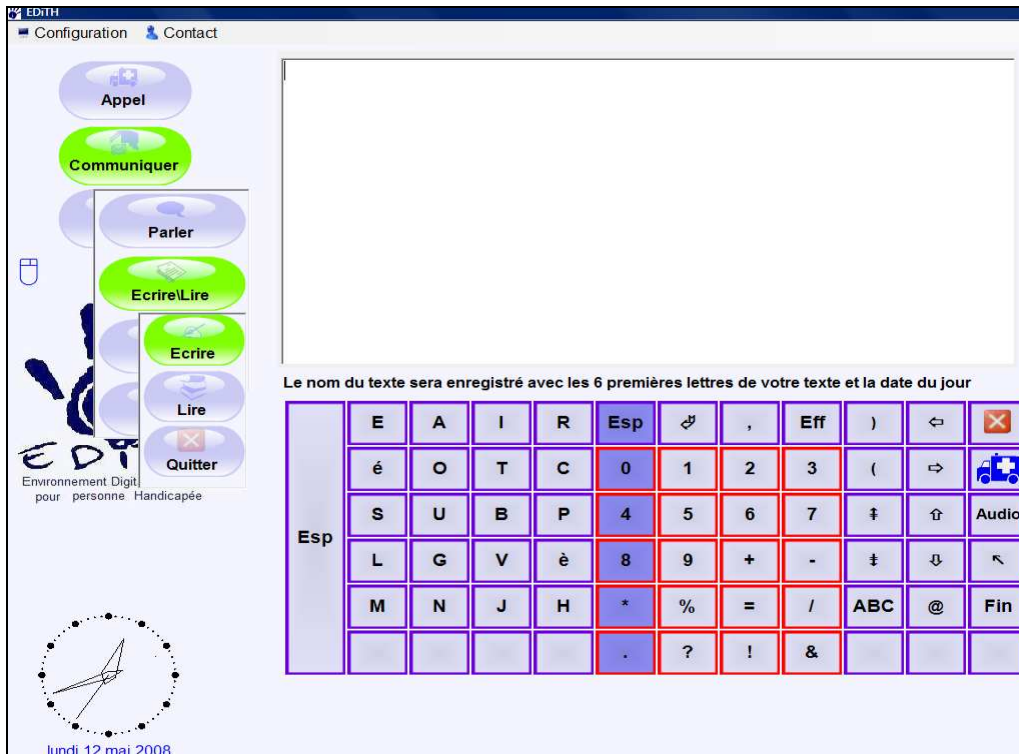 EDiTH
Configuration Contact
Appel
Communiquer
Parler
Ecrire\Lire
Ecrire
Lire
Quitter
EDiT
Environnement Digit
pour personne Handicapée
lundi 12 mai 2008
Le nom du texte sera enregistré avec les 6 premières lettres de votre texte et la date du jour
Esp
E A I R Esp , Eff ) ⇦
é O T C 0 1 2 3 ( ⇨
S U B P 4 5 6 7 ⇞ ⇧ Audio
L G V è 8 9 + - ⇟ ⇩ ↖
M N J H * % = / ABC @ Fin
. ? ! &